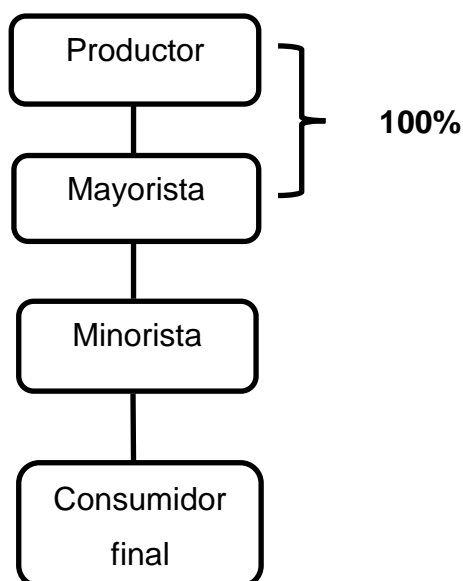 Productor
100%
Mayorista
Minorista
Consumidor
final